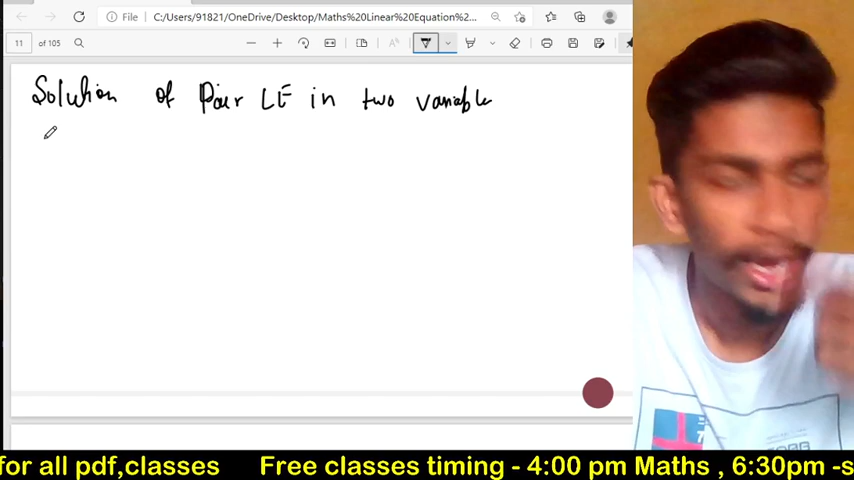 File
C:/Users/91821/OneDrive/Desktop/Maths%20Linear%20Equation%2...
11 of 105
Solution of Pair LE in two variable
for all pdf,classes Free classes timing - 4:00 pm Maths , 6:30pm -s